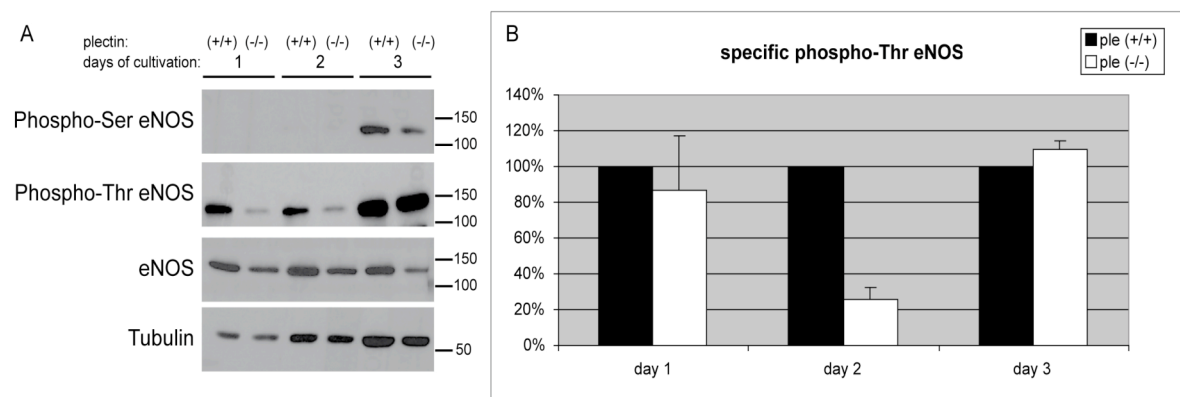 A
plectin: (+/+) (-/-) (+/+) (-/-) (+/+) (-/-)
days of cultivation: 1 2 3
Phospho-Ser eNOS
150
100
Phospho-Thr eNOS
150
100
eNOS
150
100
Tubulin
50
B
specific phospho-Thr eNOS
ple (+/+)
ple (-/-)
140%
120%
100%
80%
60%
40%
20%
0%
day 1 day 2 day 3